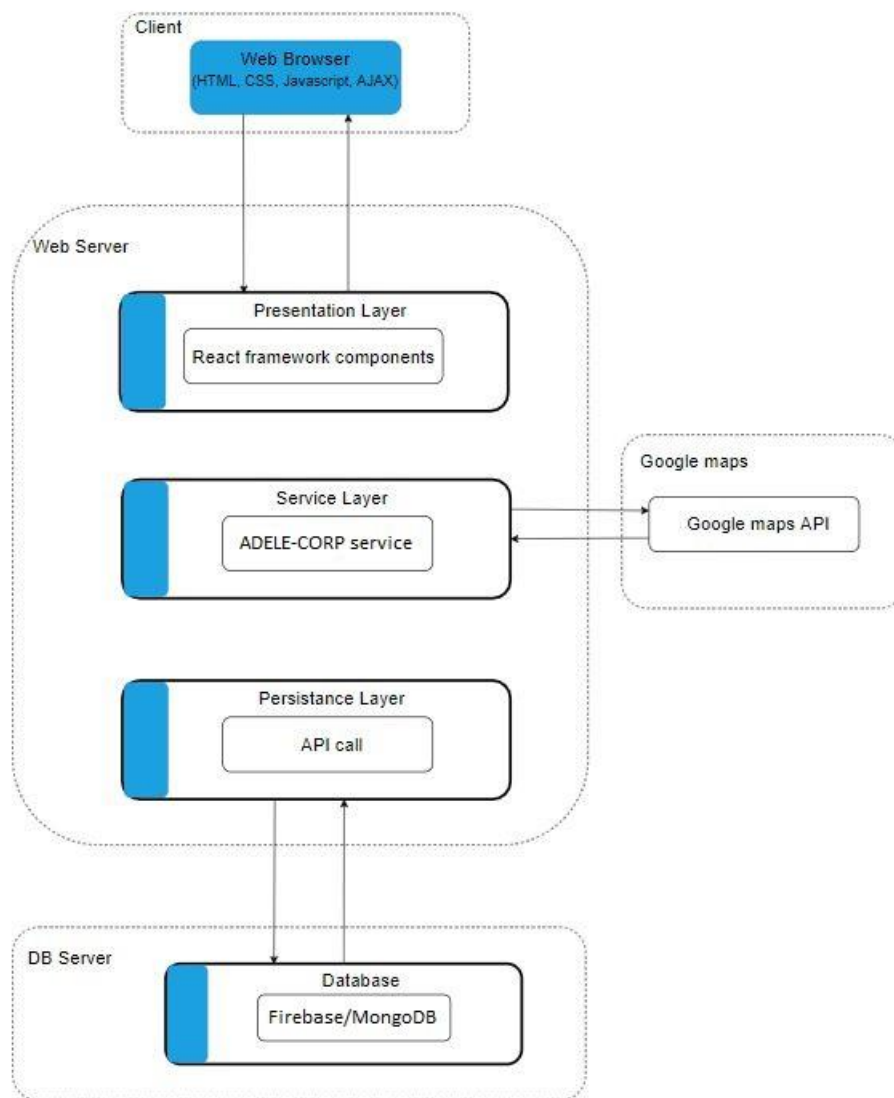 Client
Web Browser
(HTML, CSS, Javascript, AJAX)
Web Server
Presentation Layer
React framework components
Service Layer
ADELE-CORP service
Google maps
Google maps API
Persistance Layer
API call
DB Server
Database
Firebase/MongoDB